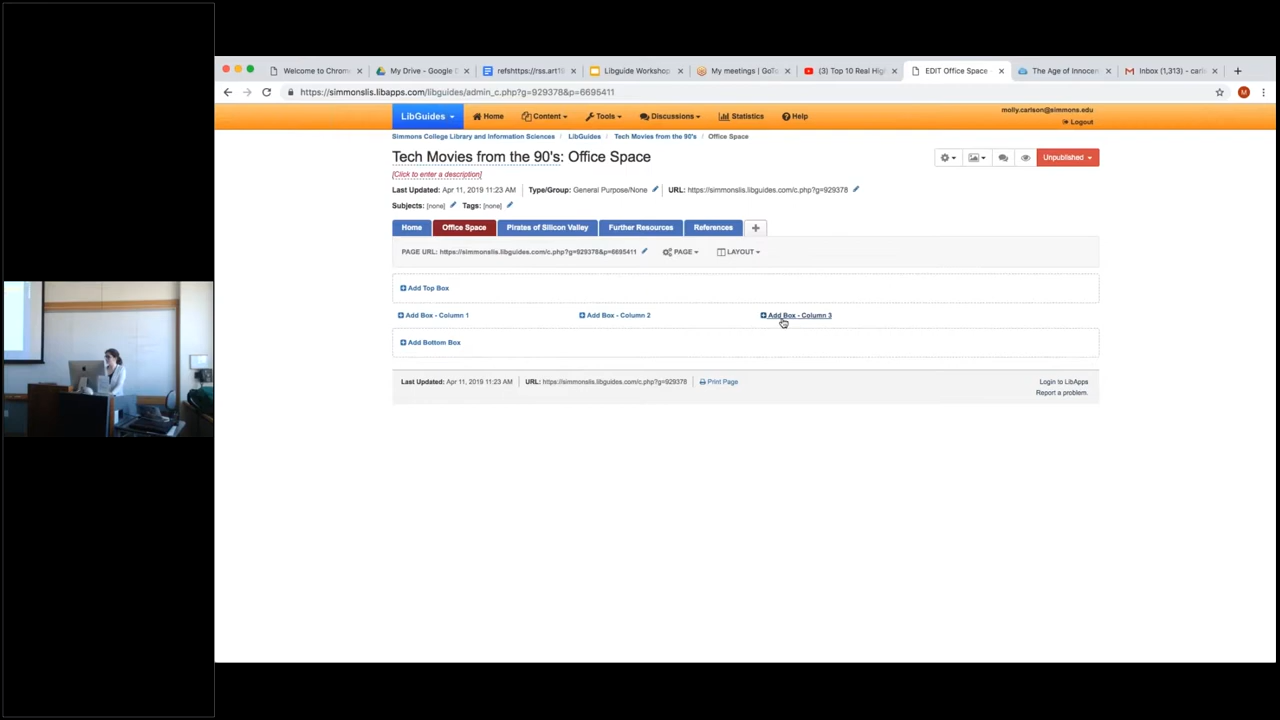 Welcome to Chrom
My Drive - Google D
refshttps://rss.art18
Libguide Workshop
My meetings | GoTo
(3) Top 10 Real Hig
EDIT Office Space -
The Age of Innocen
Inbox (1,313) - carl
https://simmonslis.libapps.com/libguides/admin_c.php?g=929378&p=6695411
M
LibGuides Home Content Tools Discussions Statistics Help
molly.carlson@simmons.edu
Logout
Simmons College Library and Information Sciences / LibGuides / Tech Movies from the 90's / Office Space
Tech Movies from the 90's: Office Space
Unpublished
[Click to enter a description]
Last Updated: Apr 11, 2019 11:23 AM Type/Group: General Purpose/None URL: https://simmonslis.libguides.com/c.php?g=929378
Subjects: [none] Tags: [none]
Home Office Space Pirates of Silicon Valley Further Resources References
PAGE URL: https://simmonslis.libguides.com/c.php?g=929378&p=6695411 PAGE LAYOUT
Add Top Box
Add Box - Column 1 Add Box - Column 2 Add Box - Column 3
Add Bottom Box
Last Updated: Apr 11, 2019 11:23 AM URL: https://simmonslis.libguides.com/c.php?g=929378 Print Page
Login to LibApps
Report a problem.